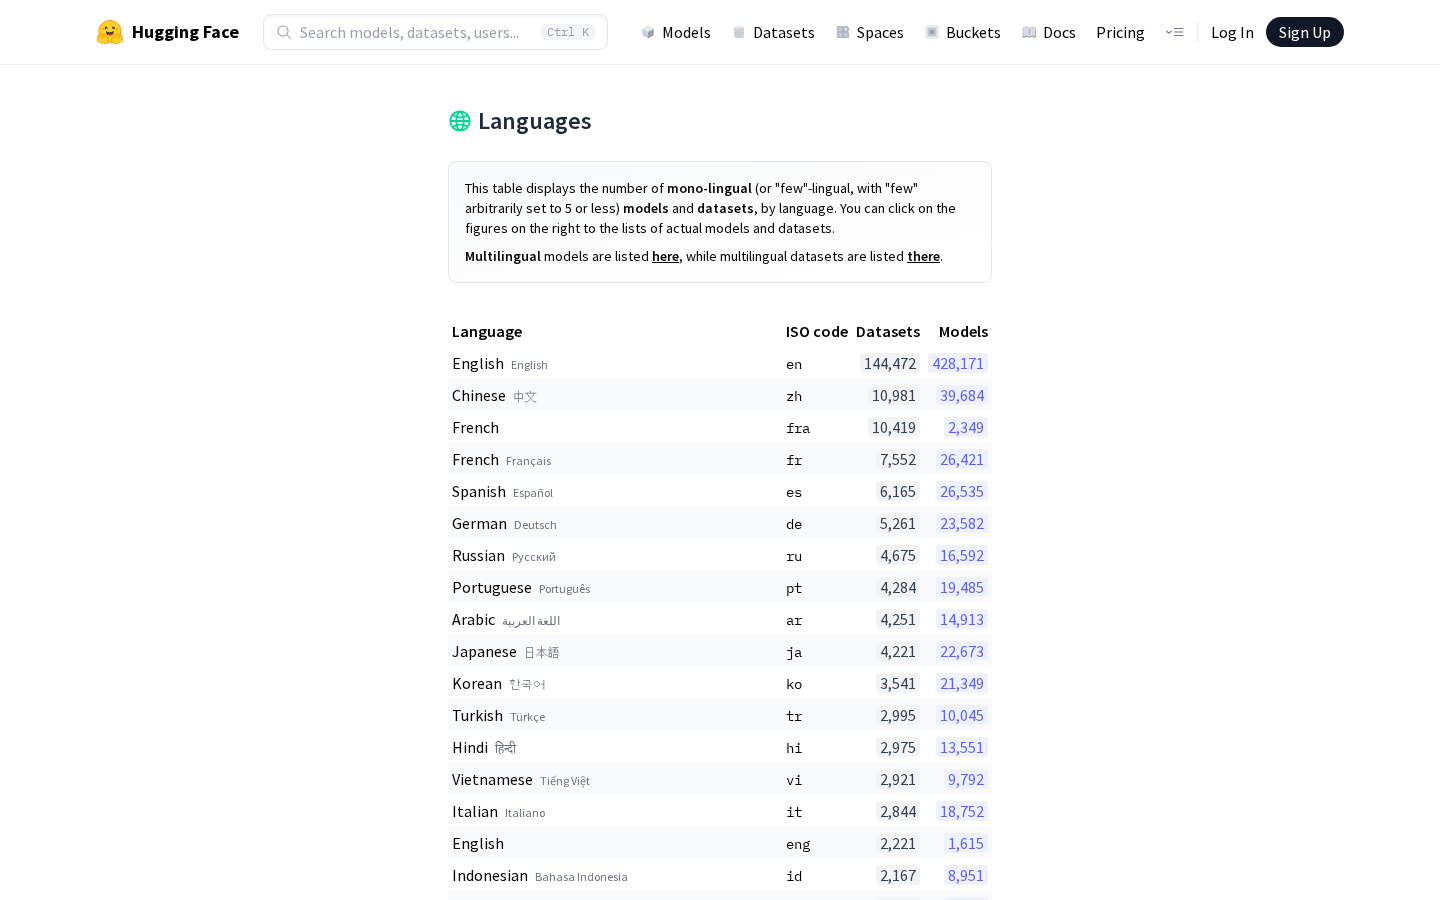 Hugging Face
Search models, datasets, users...
Ctrl K
Models
Datasets
Spaces
Buckets
Docs
Pricing
Log In
Sign Up
Languages
This table displays the number of mono-lingual (or "few"-lingual, with "few"
arbitrarily set to 5 or less) models and datasets, by language. You can click on the
figures on the right to the lists of actual models and datasets.
Multilingual models are listed here, while multilingual datasets are listed there.
Language ISO code Datasets Models
English English en 144,472 428,171
Chinese 中文 zh 10,981 39,684
French fra 10,419 2,349
French Français fr 7,552 26,421
Spanish Español es 6,165 26,535
German Deutsch de 5,261 23,582
Russian Русский ru 4,675 16,592
Portuguese Português pt 4,284 19,485
Arabic اللغة العربية ar 4,251 14,913
Japanese 日本語 ja 4,221 22,673
Korean 한국어 ko 3,541 21,349
Turkish Türkçe tr 2,995 10,045
Hindi हिन्दी hi 2,975 13,551
Vietnamese Tiếng Việt vi 2,921 9,792
Italian Italiano it 2,844 18,752
English eng 2,221 1,615
Indonesian Bahasa Indonesia id 2,167 8,951